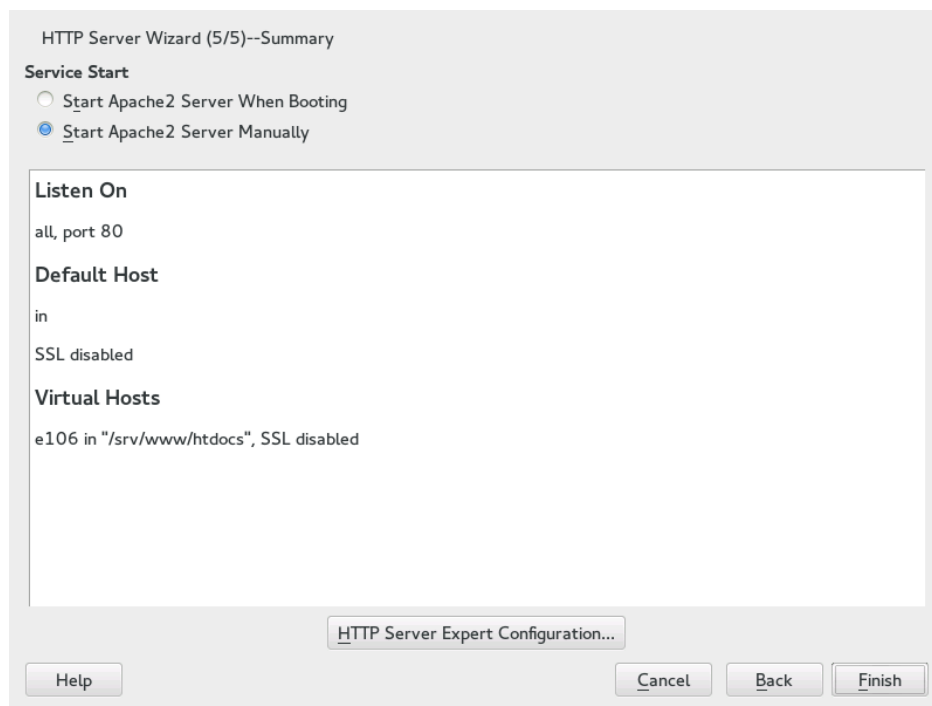 HTTP Server Wizard (5/5)--Summary
Service Start
Start Apache2 Server When Booting
Start Apache2 Server Manually
Listen On
all, port 80
Default Host
in
SSL disabled
Virtual Hosts
e106 in "/srv/www/htdocs", SSL disabled
HTTP Server Expert Configuration...
Help
Cancel
Back
Finish